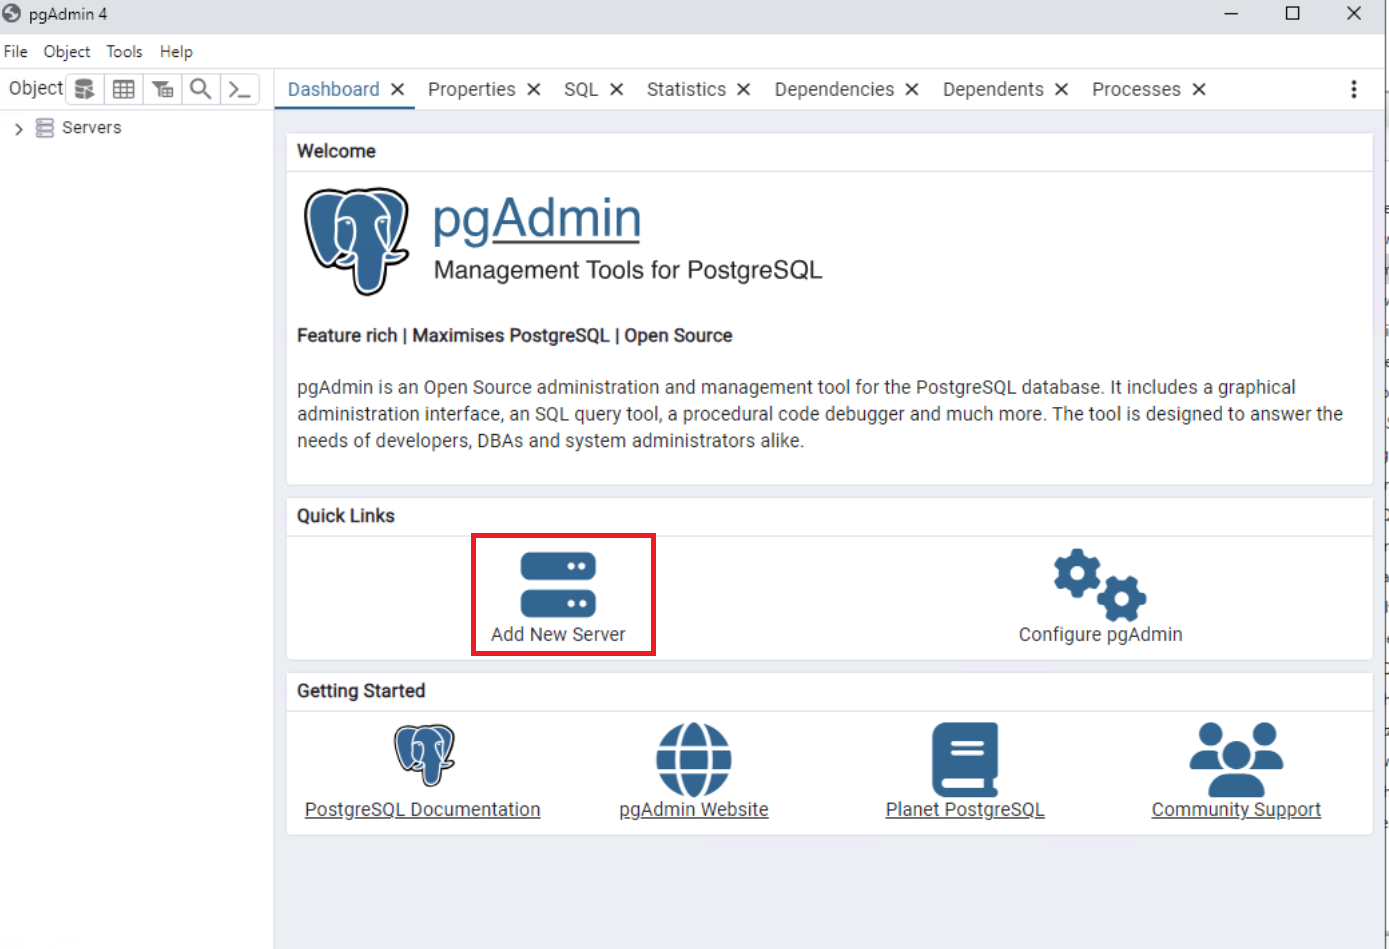 pgAdmin 4
File Object Tools Help
Object
Dashboard Properties SQL Statistics Dependencies Dependents Processes
Servers
Welcome
pgAdmin
Management Tools for PostgreSQL
Feature rich | Maximises PostgreSQL | Open Source
pgAdmin is an Open Source administration and management tool for the PostgreSQL database. It includes a graphical
administration interface, an SQL query tool, a procedural code debugger and much more. The tool is designed to answer the
needs of developers, DBAs and system administrators alike.
Quick Links
Add New Server Configure pgAdmin
Getting Started
PostgreSQL Documentation pgAdmin Website Planet PostgreSQL Community Support